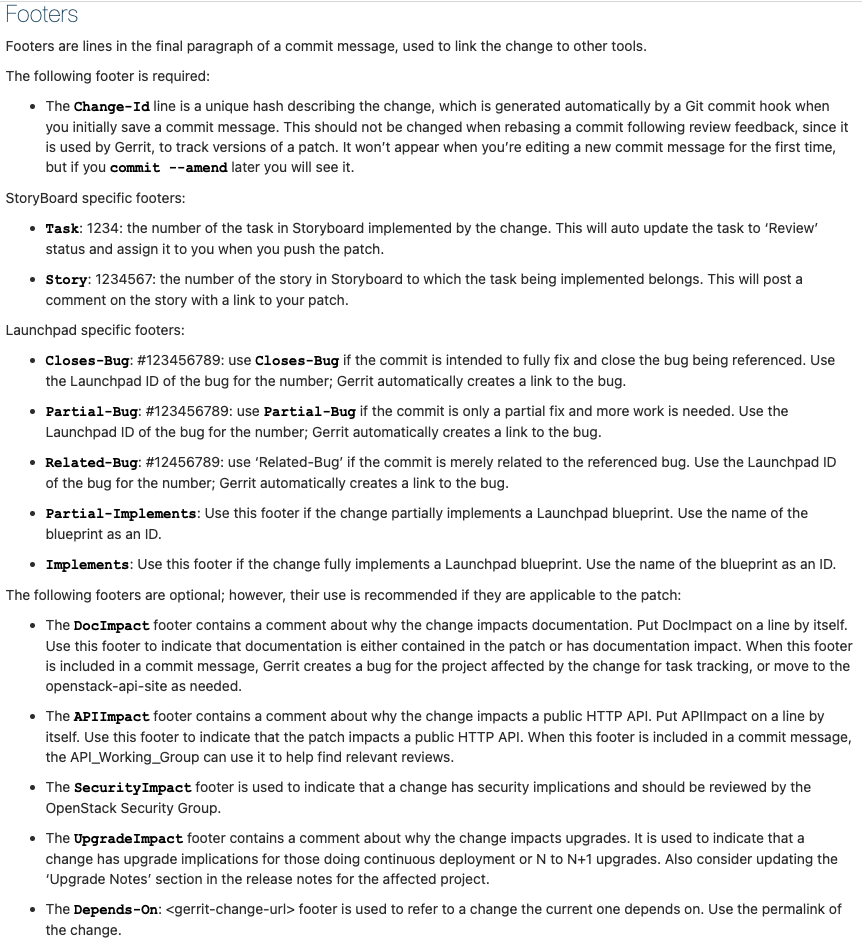 Footers
Footers are lines in the final paragraph of a commit message, used to link the change to other tools.
The following footer is required:
• The Change-Id line is a unique hash describing the change, which is generated automatically by a Git commit hook when
you initially save a commit message. This should not be changed when rebasing a commit following review feedback, since it
is used by Gerrit, to track versions of a patch. It won’t appear when you’re editing a new commit message for the first time,
but if you commit --amend later you will see it.
StoryBoard specific footers:
• Task: 1234: the number of the task in Storyboard implemented by the change. This will auto update the task to ‘Review’
status and assign it to you when you push the patch.
• Story: 1234567: the number of the story in Storyboard to which the task being implemented belongs. This will post a
comment on the story with a link to your patch.
Launchpad specific footers:
• Closes-Bug: #123456789: use Closes-Bug if the commit is intended to fully fix and close the bug being referenced. Use
the Launchpad ID of the bug for the number; Gerrit automatically creates a link to the bug.
• Partial-Bug: #123456789: use Partial-Bug if the commit is only a partial fix and more work is needed. Use the
Launchpad ID of the bug for the number; Gerrit automatically creates a link to the bug.
• Related-Bug: #12456789: use ‘Related-Bug’ if the commit is merely related to the referenced bug. Use the Launchpad ID
of the bug for the number; Gerrit automatically creates a link to the bug.
• Partial-Implements: Use this footer if the change partially implements a Launchpad blueprint. Use the name of the
blueprint as an ID.
• Implements: Use this footer if the change fully implements a Launchpad blueprint. Use the name of the blueprint as an ID.
The following footers are optional; however, their use is recommended if they are applicable to the patch:
• The DocImpact footer contains a comment about why the change impacts documentation. Put DocImpact on a line by itself.
Use this footer to indicate that documentation is either contained in the patch or has documentation impact. When this footer
is included in a commit message, Gerrit creates a bug for the project affected by the change for task tracking, or move to the
openstack-api-site as needed.
• The APIImpact footer contains a comment about why the change impacts a public HTTP API. Put APIImpact on a line by
itself. Use this footer to indicate that the patch impacts a public HTTP API. When this footer is included in a commit message,
the API_Working_Group can use it to help find relevant reviews.
• The SecurityImpact footer is used to indicate that a change has security implications and should be reviewed by the
OpenStack Security Group.
• The UpgradeImpact footer contains a comment about why the change impacts upgrades. It is used to indicate that a
change has upgrade implications for those doing continuous deployment or N to N+1 upgrades. Also consider updating the
‘Upgrade Notes’ section in the release notes for the affected project.
• The Depends-On: <gerrit-change-url> footer is used to refer to a change the current one depends on. Use the permalink of
the change.